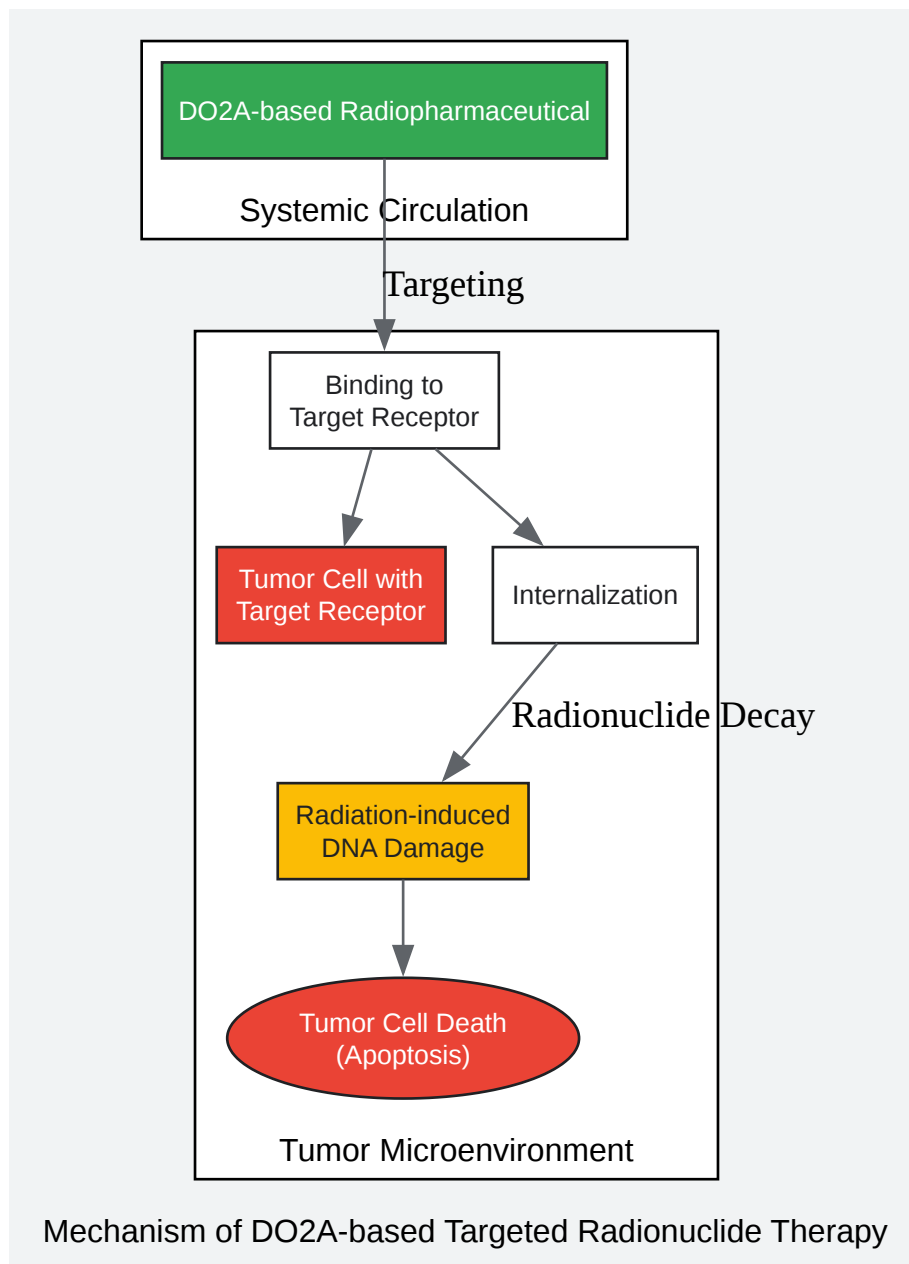 DO2A-based Radiopharmaceutical
Systemic Circulation
Targeting
Binding to
Target Receptor
Tumor Cell with
Target Receptor
Internalization
Radionuclide Decay
Radiation-induced
DNA Damage
Tumor Cell Death
(Apoptosis)
Tumor Microenvironment
Mechanism of DO2A-based Targeted Radionuclide Therapy